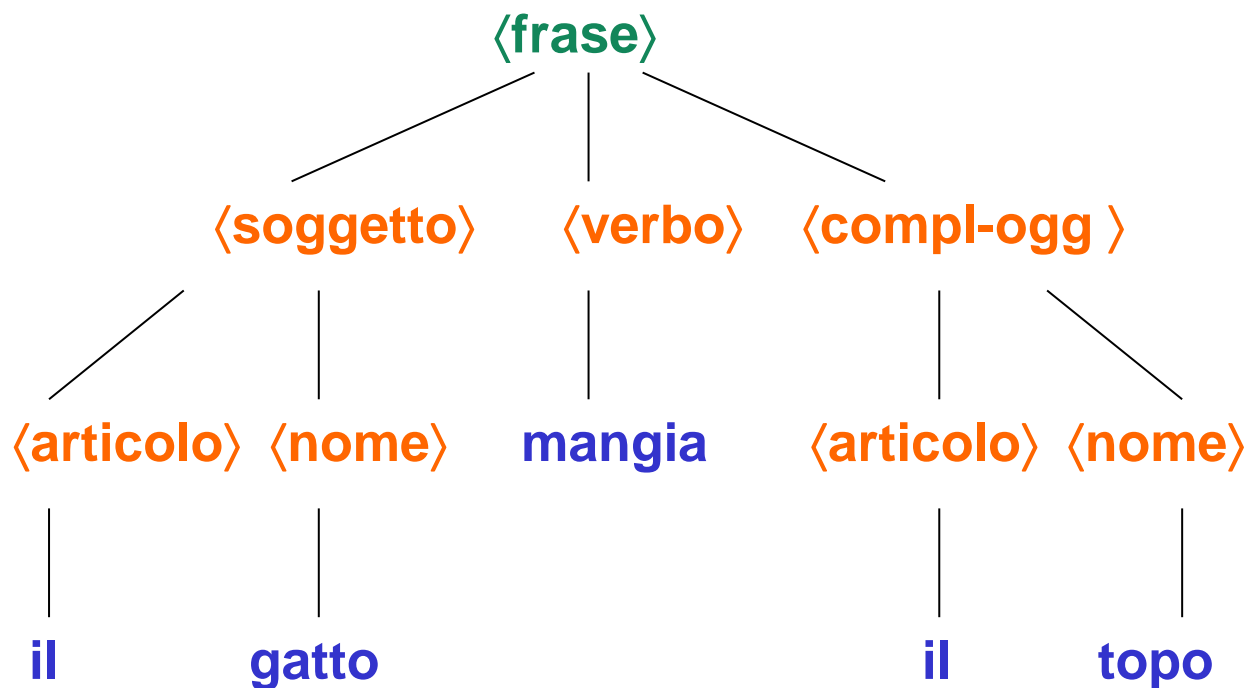 ⟨frase⟩
⟨soggetto⟩ ⟨verbo⟩ ⟨compl-ogg ⟩
⟨articolo⟩ ⟨nome⟩ mangia ⟨articolo⟩ ⟨nome⟩
il gatto il topo